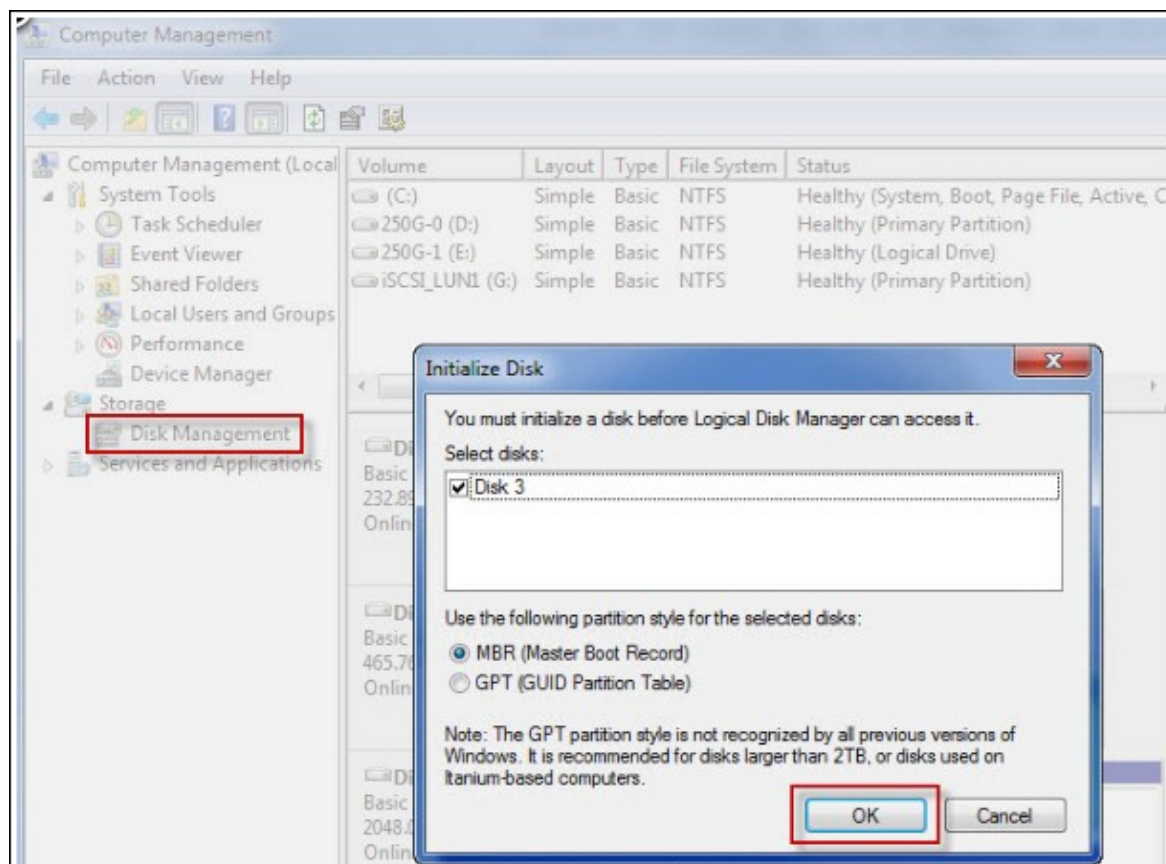 Computer Management
File Action View Help
Computer Management (Local
System Tools
Task Scheduler
Event Viewer
Shared Folders
Local Users and Groups
Performance
Device Manager
Storage
Disk Management
Services and Applications
Volume Layout Type File System Status
(C:) Simple Basic NTFS Healthy (System, Boot, Page File, Active, C
250G-0 (D:) Simple Basic NTFS Healthy (Primary Partition)
250G-1 (E:) Simple Basic NTFS Healthy (Logical Drive)
iSCSI_LUN1 (G:) Simple Basic NTFS Healthy (Primary Partition)
Di
Basic
232.89
Onlin
Di
Basic
465.76
Onlin
Di
Basic
2048.0
Onlin
Initialize Disk
You must initialize a disk before Logical Disk Manager can access it.
Select disks:
Disk 3
Use the following partition style for the selected disks:
MBR (Master Boot Record)
GPT (GUID Partition Table)
Note: The GPT partition style is not recognized by all previous versions of
Windows. It is recommended for disks larger than 2TB, or disks used on
Itanium-based computers.
OK Cancel